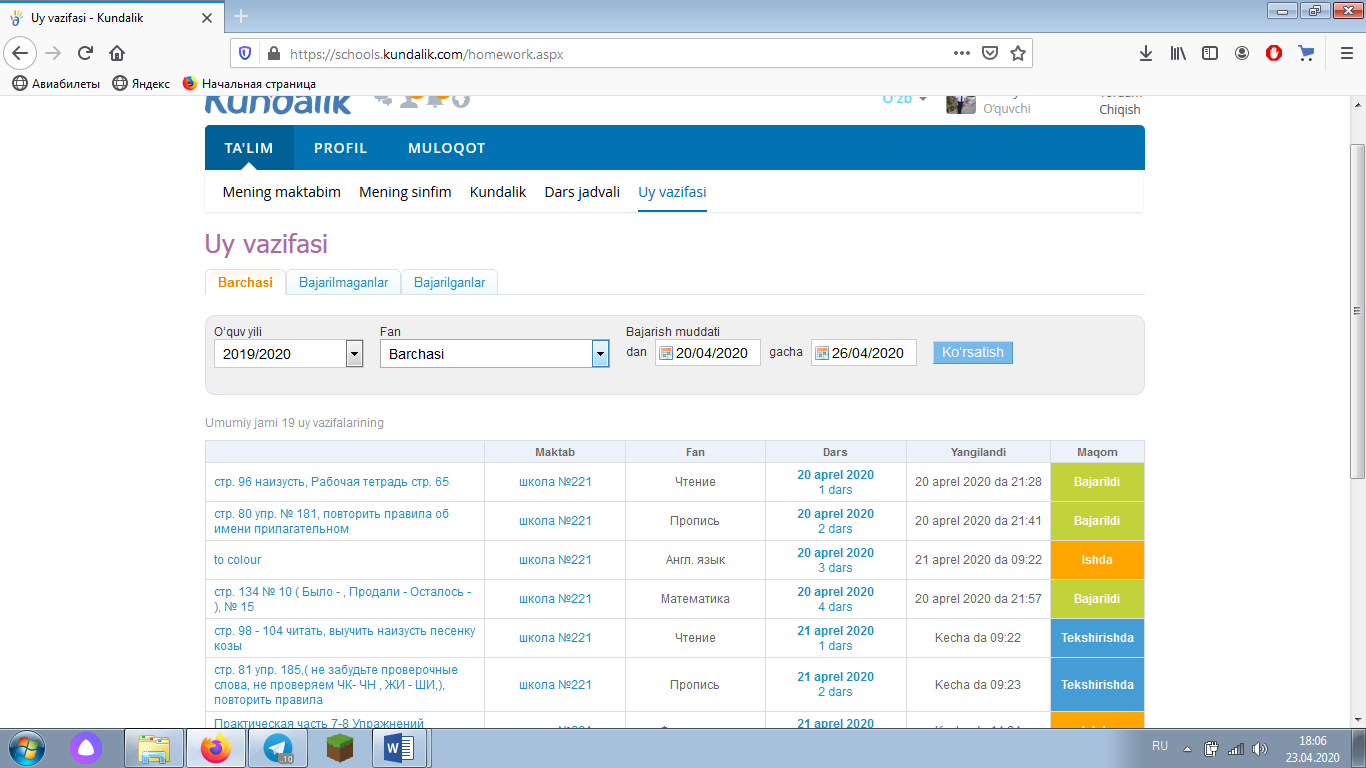 Uy vazifasi - Kundalik
https://schools.kundalik.com/homework.aspx
Авиабилеты Яндекс Начальная страница
Kundalik
O'zb
O'quvchi
Chiqish
TA'LIM PROFIL MULOQOT
Mening maktabim Mening sinfim Kundalik Dars jadvali Uy vazifasi
Uy vazifasi
Barchasi Bajarilmaganlar Bajarilganlar
O'quv yili Fan Bajarish muddati
2019/2020 Barchasi dan 20/04/2020 gacha 26/04/2020 Ko'rsatish
Umumiy jami 19 uy vazifalarining
Maktab Fan Dars Yangilandi Maqom
стр. 96 наизусть, Рабочая тетрадь стр. 65 школа №221 Чтение 20 aprel 2020 1 dars 20 aprel 2020 da 21:28 Bajarildi
стр. 80 упр. № 181, повторить правила об
имени прилагательном школа №221 Пропись 20 aprel 2020 2 dars 20 aprel 2020 da 21:41 Bajarildi
to colour школа №221 Англ. язык 20 aprel 2020 3 dars 21 aprel 2020 da 09:22 Ishda
стр. 134 № 10 ( Было - , Продали - Осталось -
), № 15 школа №221 Математика 20 aprel 2020 4 dars 20 aprel 2020 da 21:57 Bajarildi
стр. 98 - 104 читать, выучить наизусть песенку
козы школа №221 Чтение 21 aprel 2020 1 dars Kecha da 09:22 Tekshirishda
стр. 81 упр. 185,( не забудьте проверочные
слова, не проверяем ЧК- ЧН , ЖИ - ШИ,),
повторить правила школа №221 Пропись 21 aprel 2020 2 dars Kecha da 09:23 Tekshirishda
Практическая часть 7-8 Упражнений 21 aprel 2020
..10
RU
18:06
23.04.2020